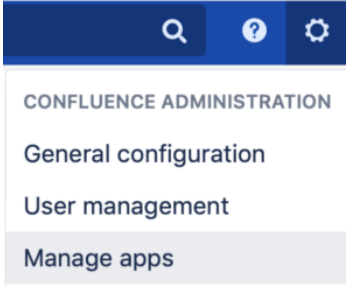 CONFLUENCE ADMINISTRATION
General configuration
User management
Manage apps